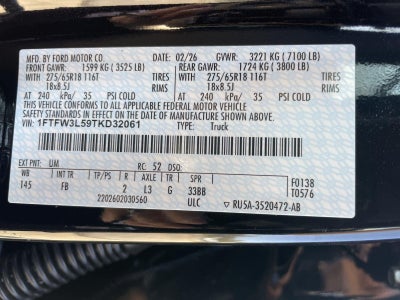 MFD. BY FORD MOTOR CO. 02/26 GVWR: 3221 KG ( 7100 LB)
FRONT GAWR: 1599 KG ( 3525 LB) REAR GAWR: 1724 KG ( 3800 LB)
WITH 275/65R18 116T TIRES WITH 275/65R18 116T TIRES
18x8.5J RIMS 18x8.5J RIMS
AT 240 kPa/ 35 PSI COLD AT 240 kPa/ 35 PSI COLD
THIS VEHICLE CONFORMS TO ALL APPLICABLE FEDERAL MOTOR VEHICLE
SAFETY STANDARDS IN EFFECT ON THE DATE OF MANUFACTURE SHOWN ABOVE.
VIN: 1FTFW3L59TKD32061 TYPE: Truck
EXT PNT: UM RC: 52 DSO:
WB INT TR TP/PS R AXLE TR SPR F0138
145 FB 2 L3 G 33BB T0576
2202602030560 ULC RU5A-3520472-AB